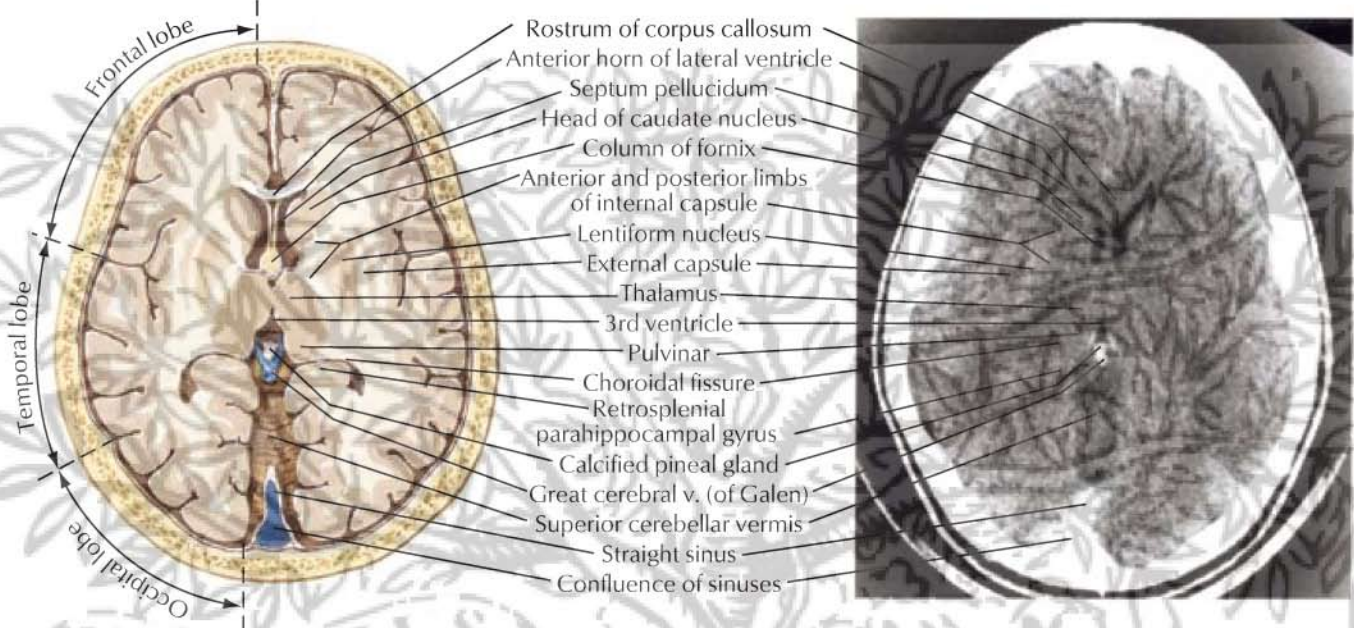 Frontal lobe
Temporal lobe
Occipital lobe
Rostrum of corpus callosum
Anterior horn of lateral ventricle
Septum pellucidum
Head of caudate nucleus
Column of fornix
Anterior and posterior limbs
of internal capsule
Lentiform nucleus
External capsule
Thalamus
3rd ventricle
Pulvinar
Choroidal fissure
Retrosplenial
parahippocampal gyrus
Calcified pineal gland
Great cerebral v. (of Galen)
Superior cerebellar vermis
Straight sinus
Confluence of sinuses